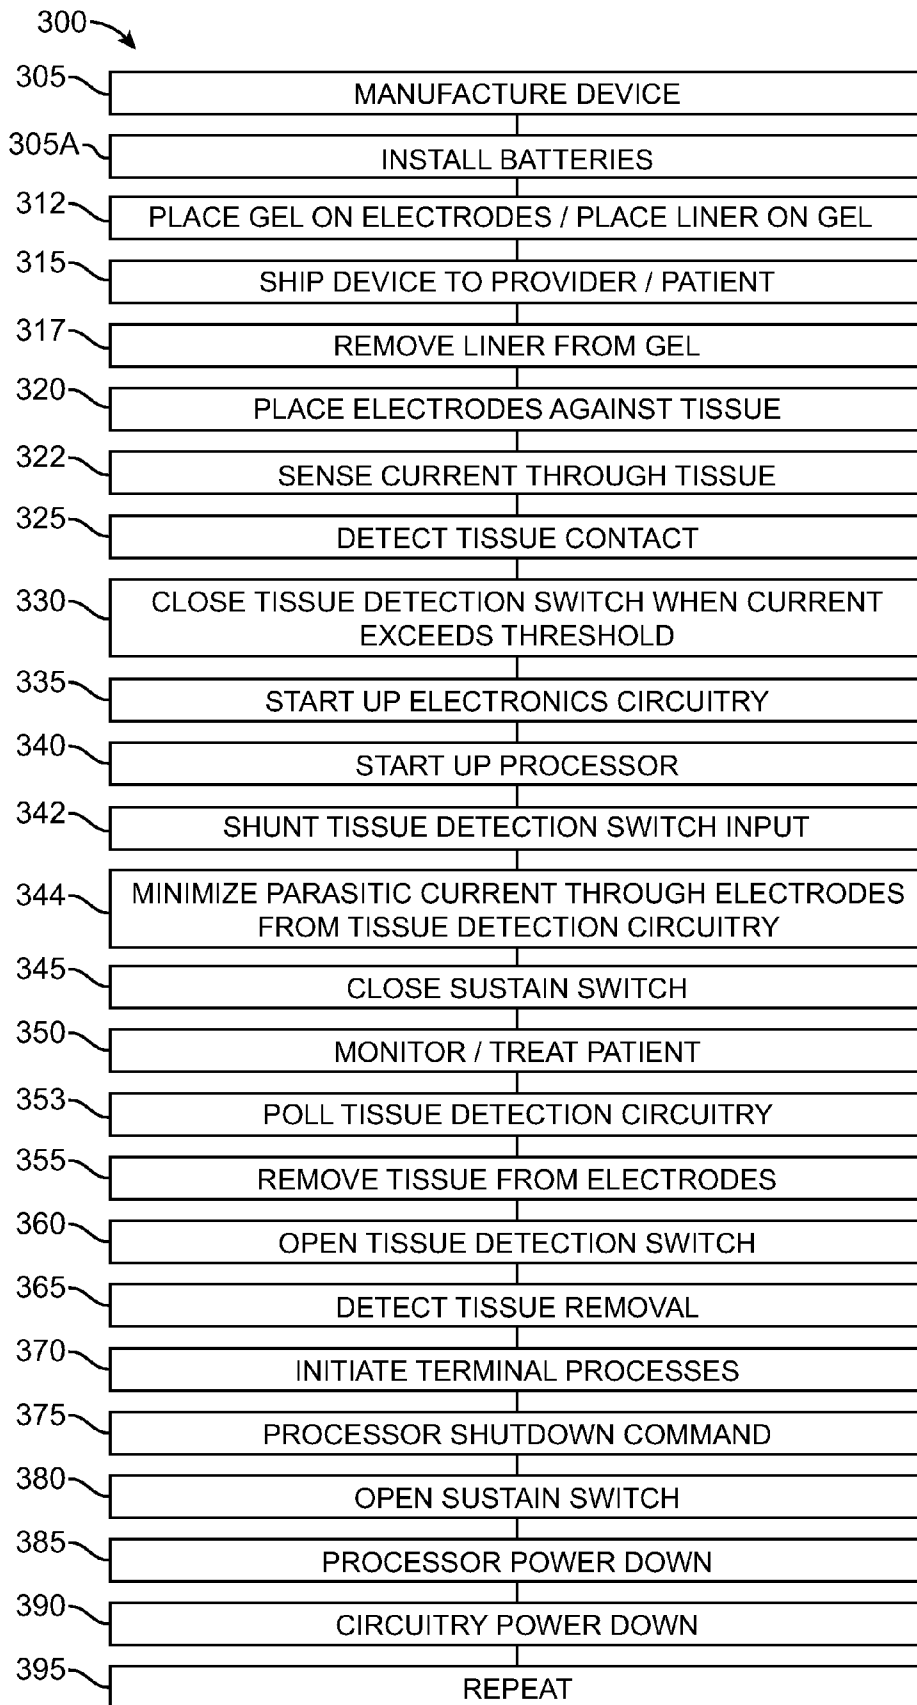 300
305
MANUFACTURE DEVICE
305A
INSTALL BATTERIES
312
PLACE GEL ON ELECTRODES / PLACE LINER ON GEL
315
SHIP DEVICE TO PROVIDER / PATIENT
317
REMOVE LINER FROM GEL
320
PLACE ELECTRODES AGAINST TISSUE
322
SENSE CURRENT THROUGH TISSUE
325
DETECT TISSUE CONTACT
330
CLOSE TISSUE DETECTION SWITCH WHEN CURRENT
EXCEEDS THRESHOLD
335
START UP ELECTRONICS CIRCUITRY
340
START UP PROCESSOR
342
SHUNT TISSUE DETECTION SWITCH INPUT
344
MINIMIZE PARASITIC CURRENT THROUGH ELECTRODES
FROM TISSUE DETECTION CIRCUITRY
345
CLOSE SUSTAIN SWITCH
350
MONITOR / TREAT PATIENT
353
POLL TISSUE DETECTION CIRCUITRY
355
REMOVE TISSUE FROM ELECTRODES
360
OPEN TISSUE DETECTION SWITCH
365
DETECT TISSUE REMOVAL
370
INITIATE TERMINAL PROCESSES
375
PROCESSOR SHUTDOWN COMMAND
380
OPEN SUSTAIN SWITCH
385
PROCESSOR POWER DOWN
390
CIRCUITRY POWER DOWN
395
REPEAT